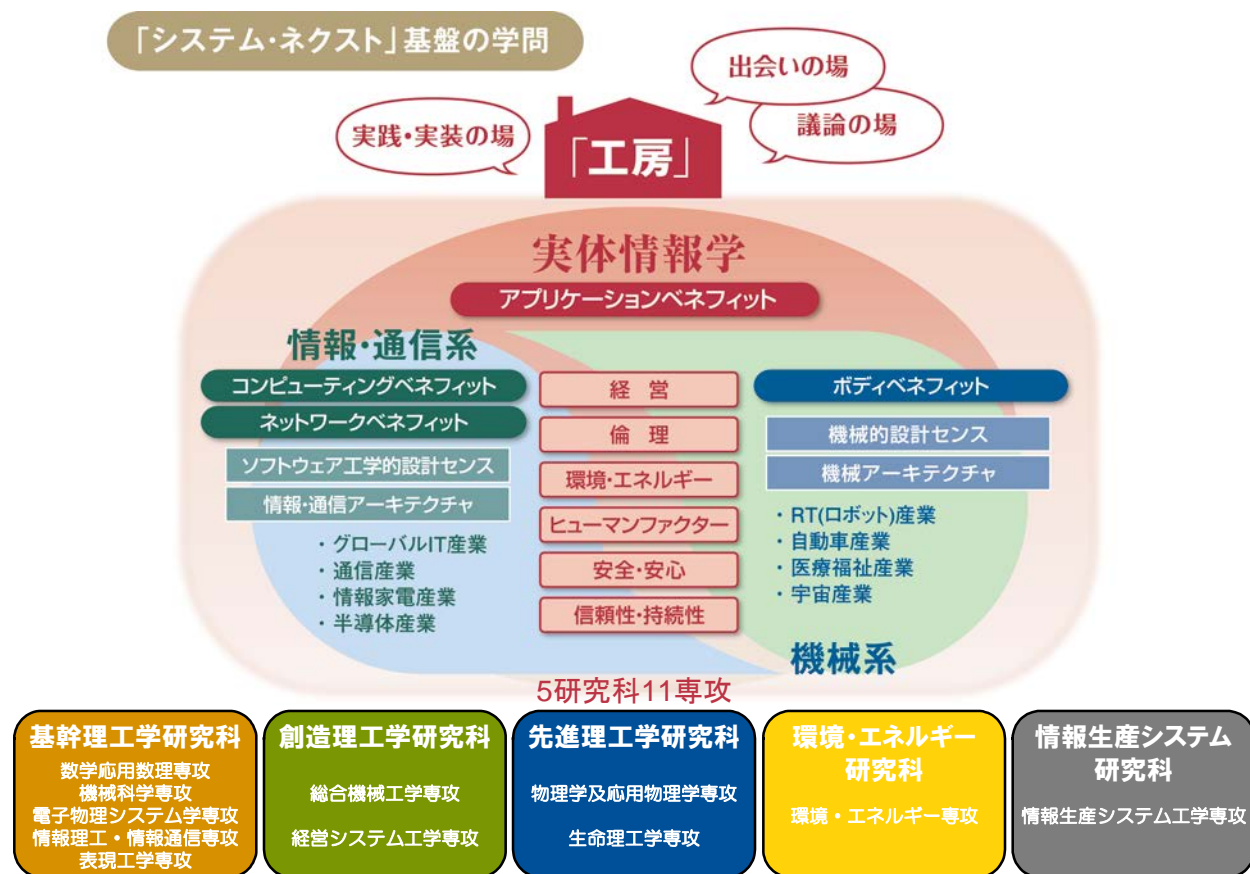 「システム・ネクスト」基盤の学問
出会いの場
議論の場
実践・実装の場
「工房」
実体情報学
アプリケーションベネフィット
情報・通信系
コンピューティングベネフィット
ネットワークベネフィット
ソフトウェア工学的設計センス
情報・通信アーキテクチャ
・グローバルIT産業
・通信産業
・情報家電産業
・半導体産業
経 営
倫 理
環境・エネルギー
ヒューマンファクター
安全・安心
信頼性・持続性
ボディベネフィット
機械的設計センス
機械アーキテクチャ
・RT(ロボット)産業
・自動車産業
・医療福祉産業
・宇宙産業
機械系
5研究科11専攻
基幹理工学研究科
数学応用数理専攻
機械科学専攻
電子物理システム学専攻
情報理工・情報通信専攻
表現工学専攻
創造理工学研究科
総合機械工学専攻
経営システム工学専攻
先進理工学研究科
物理学及応用物理学専攻
生命理工学専攻
環境・エネルギー
研究科
環境・エネルギー専攻
情報生産システム
研究科
情報生産システム工学専攻